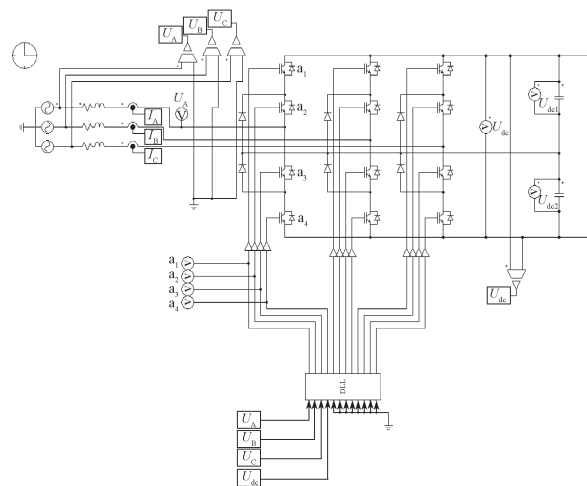 U_A
U_B
U_C
U_A
I_A
I_B
I_C
a_1
a_2
a_3
a_4
U_dc
U_dc1
U_dc2
a_1
a_2
a_3
a_4
U_dc
DLL
U_A
U_B
U_C
U_dc